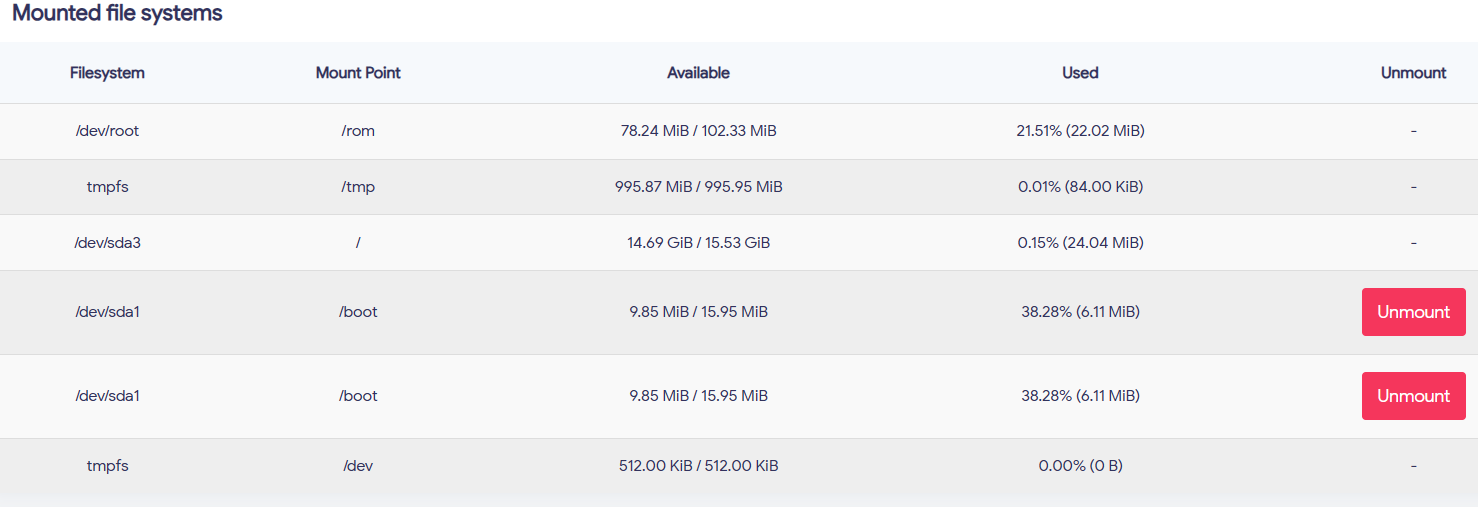 Mounted file systems
Filesystem Mount Point Available Used Unmount
/dev/root /rom 78.24 MiB / 102.33 MiB 21.51% (22.02 MiB) -
tmpfs /tmp 995.87 MiB / 995.95 MiB 0.01% (84.00 KiB) -
/dev/sda3 / 14.69 GiB / 15.53 GiB 0.15% (24.04 MiB) -
/dev/sda1 /boot 9.85 MiB / 15.95 MiB 38.28% (6.11 MiB) Unmount
/dev/sda1 /boot 9.85 MiB / 15.95 MiB 38.28% (6.11 MiB) Unmount
tmpfs /dev 512.00 KiB / 512.00 KiB 0.00% (0 B) -